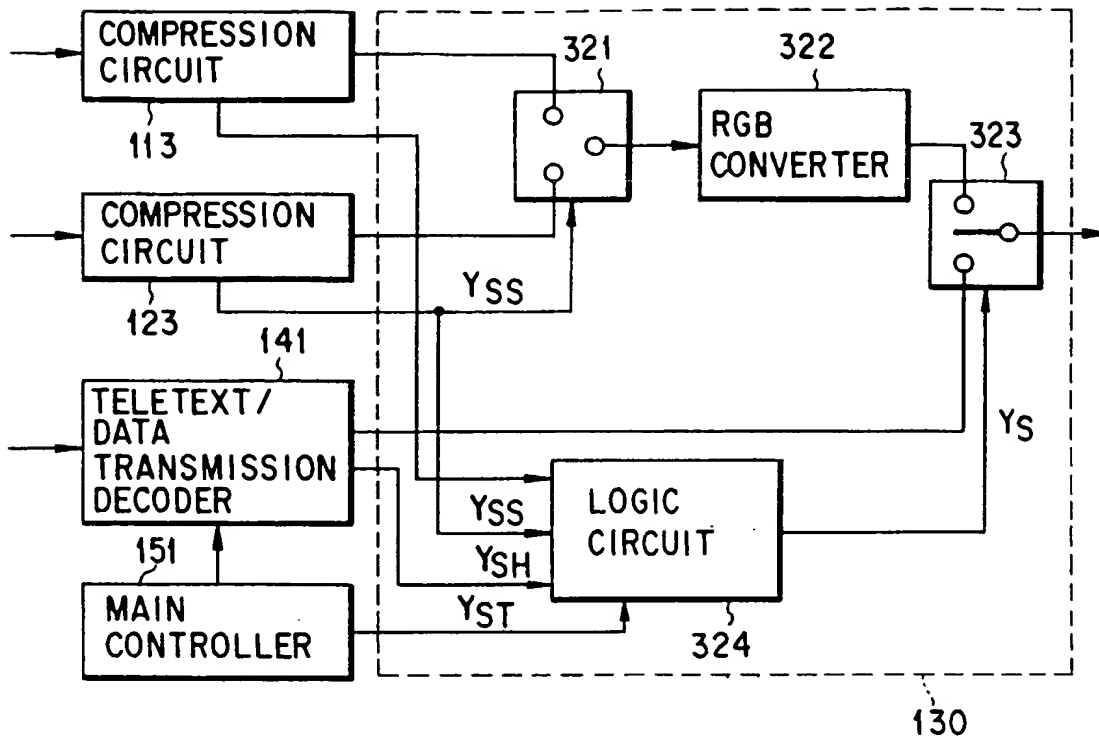 COMPRESSION
CIRCUIT
113
321
322
RGB
CONVERTER
323
COMPRESSION
CIRCUIT
123
YSS
141
TELETEXT/
DATA
TRANSMISSION
DECODER
YS
LOGIC
CIRCUIT
YSS
YSH
YST
324
151
MAIN
CONTROLLER
130